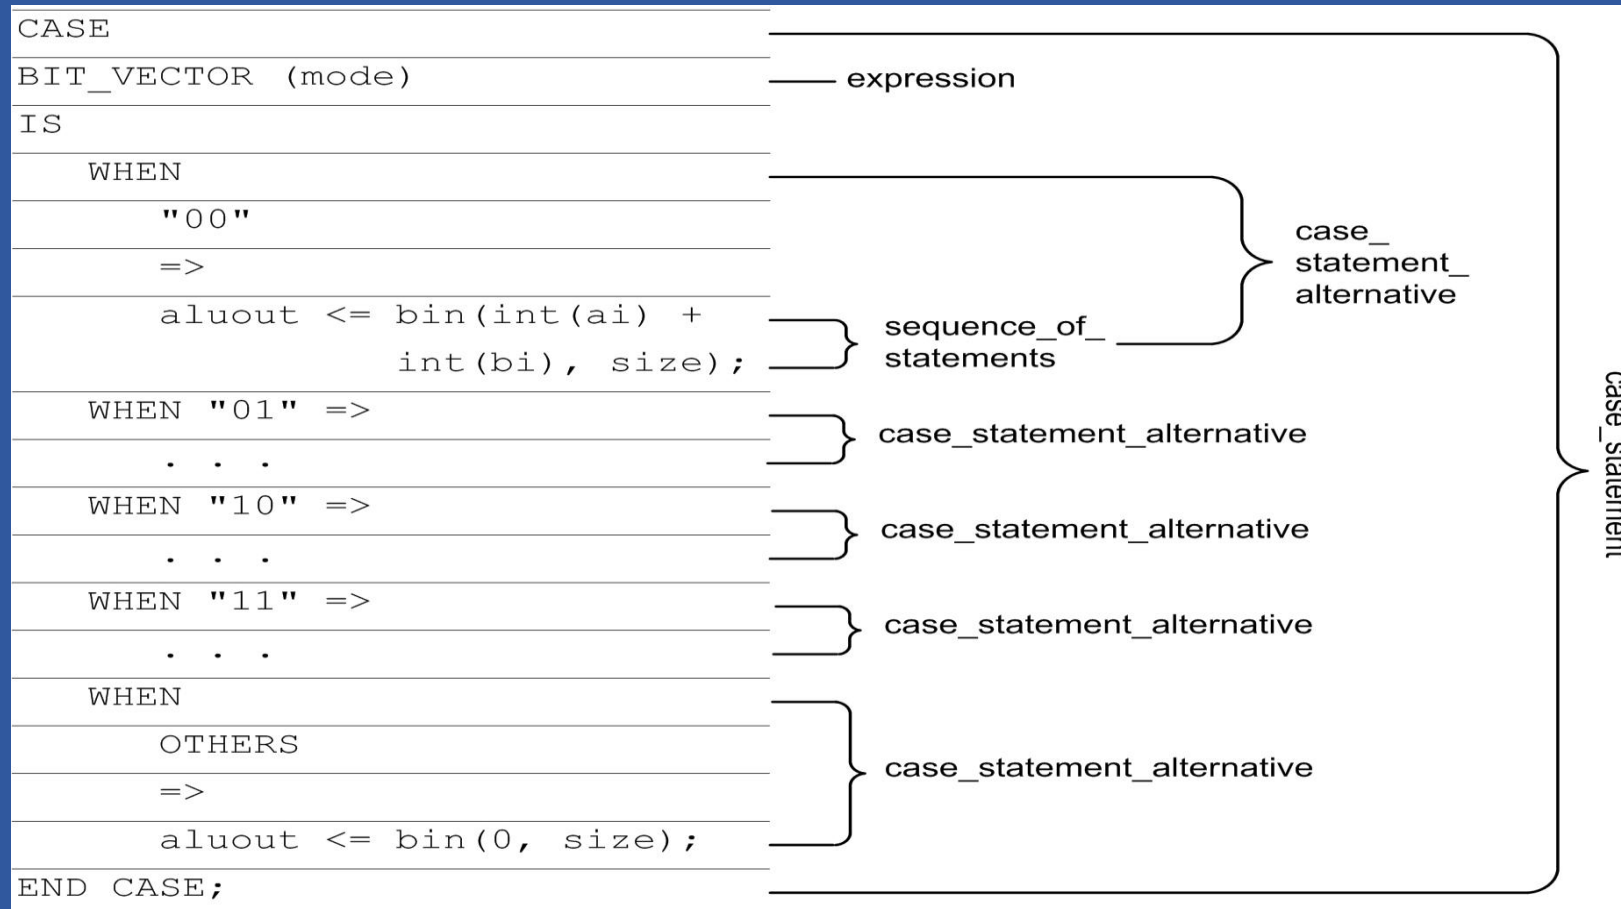 CASE
BIT_VECTOR (mode)
expression
IS
WHEN
"00"
=>
case_
statement_
alternative
aluout <= bin(int(ai) +
int(bi), size);
sequence_of_
statements
WHEN "01" =>
. . .
case_statement_alternative
WHEN "10" =>
. . .
case_statement_alternative
WHEN "11" =>
. . .
case_statement_alternative
WHEN
OTHERS
=>
aluout <= bin(0, size);
case_statement_alternative
END CASE;
case_statement